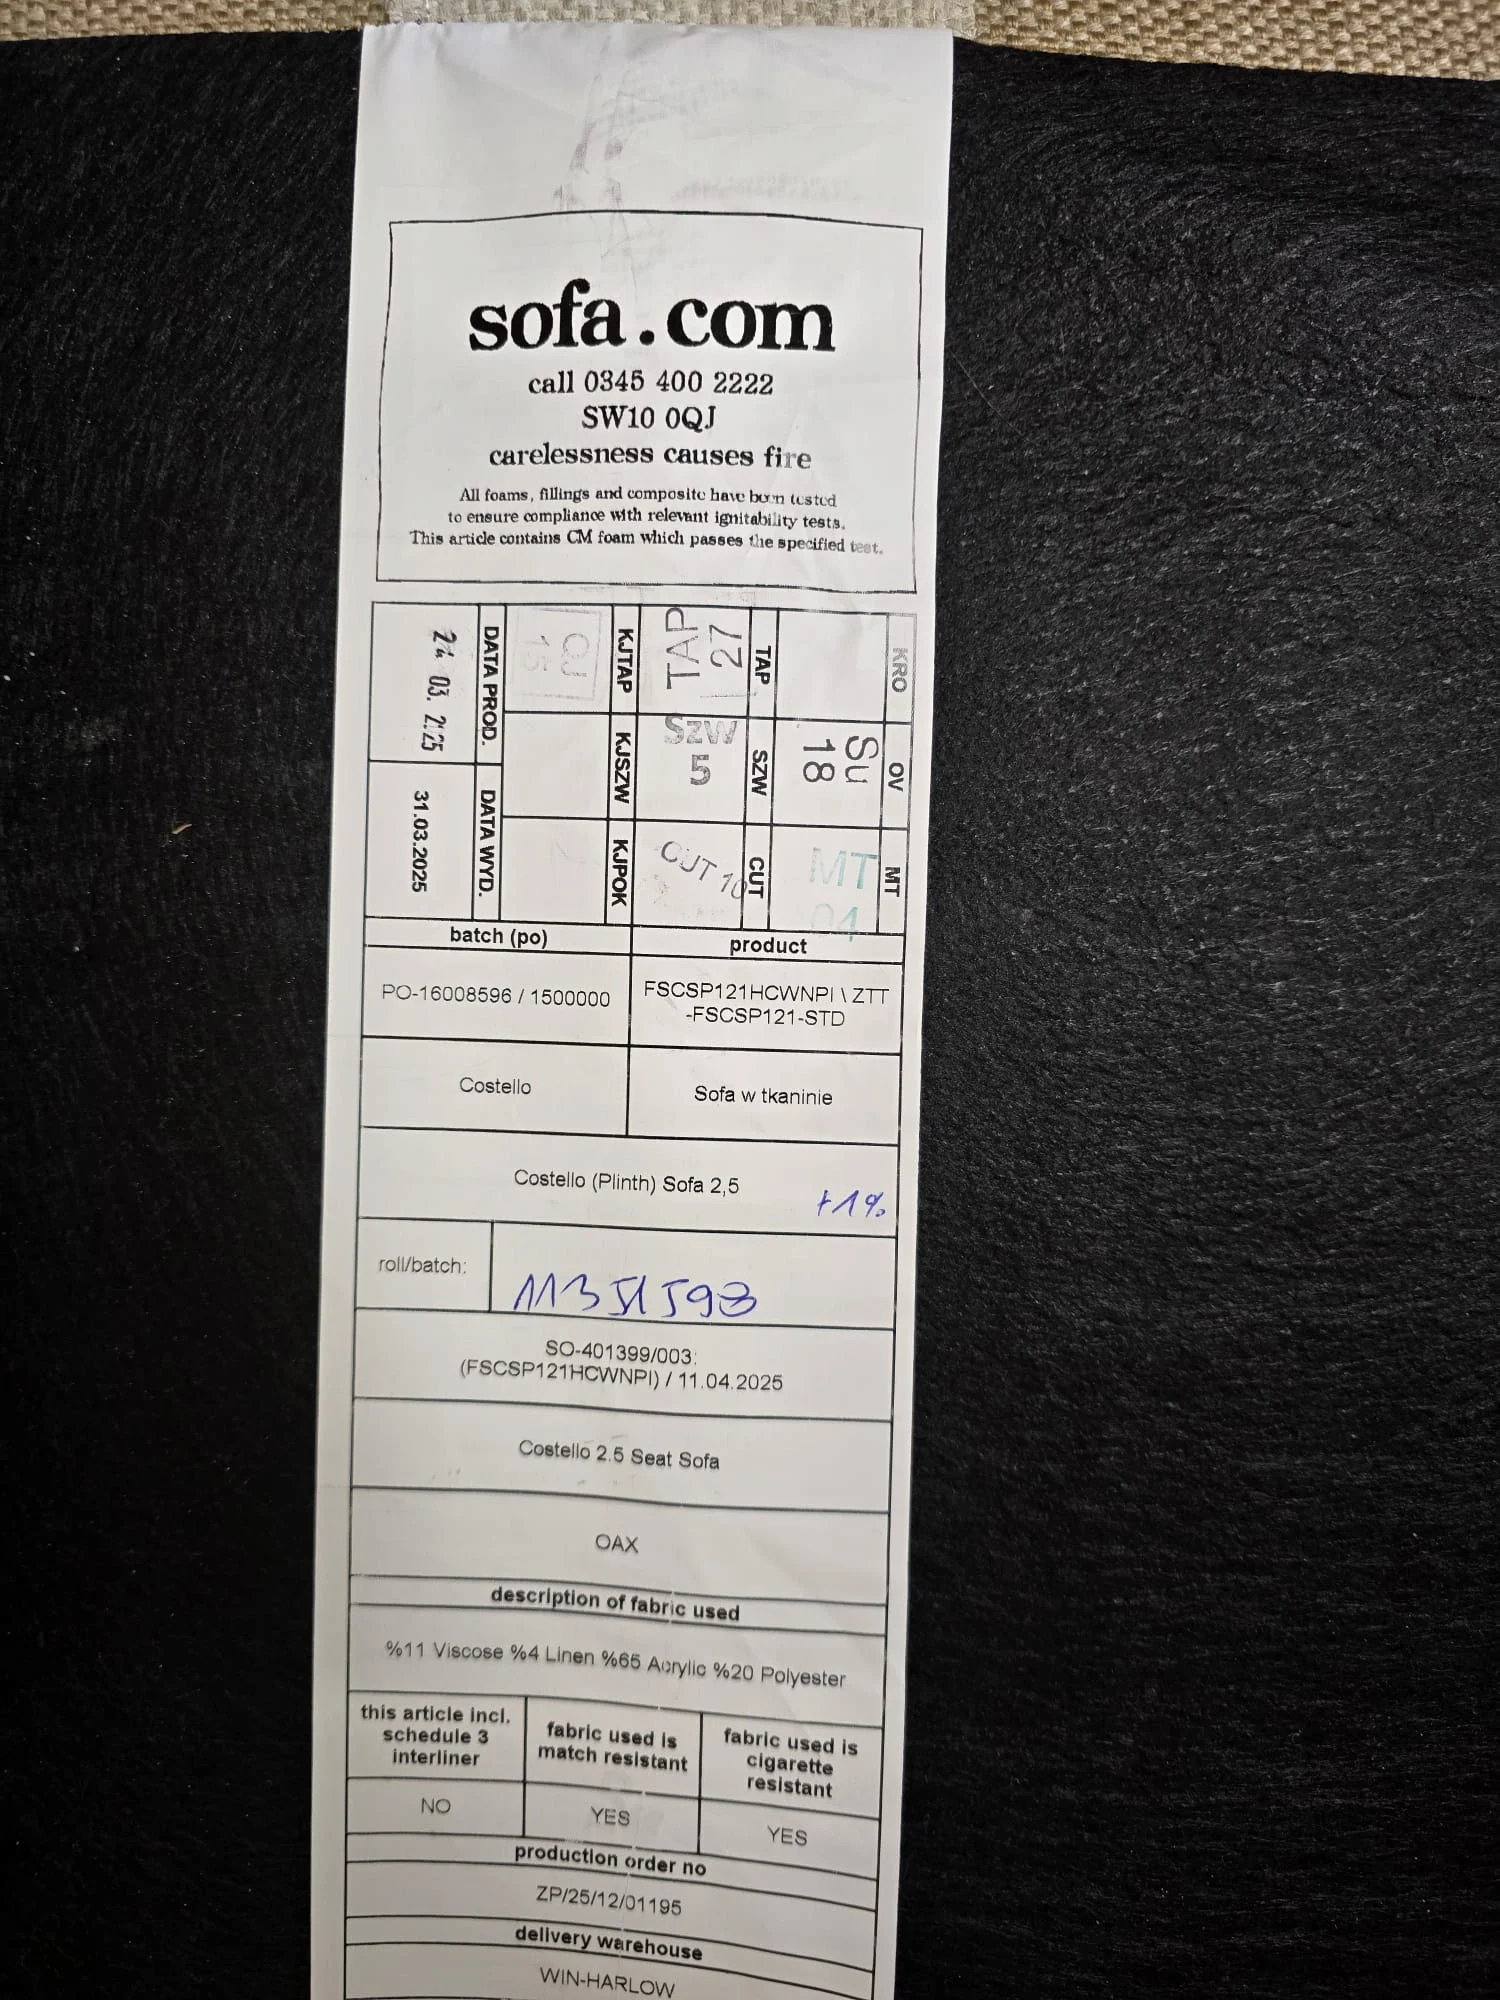 sofa.com
call 0345 400 2222
SW10 0QJ
carelessness causes fire
All foams, fillings and composite have been tested
to ensure compliance with relevant ignitability tests.
This article contains CM foam which passes the specified test.
KRO
OV
MT
Su
18
MT
04
TAP
SZW
CUT
27
TAP
SZW
5
CUT 10
KJTAP
KJSZW
KJPOK
QJ
15
DATA PROD.
DATA WYD.
31.03.2025
batch (po)
product
PO-16008596 / 1500000
FSCSP121HCWNPI \ ZTT
-FSCSP121-STD
Costello
Sofa w tkaninie
Costello (Plinth) Sofa 2,5
+1%
roll/batch:
11351593
SO-401399/003:
(FSCSP121HCWNPI) / 11.04.2025
Costello 2.5 Seat Sofa
OAX
description of fabric used
%11 Viscose %4 Linen %65 Acrylic %20 Polyester
this article incl.
schedule 3
interliner
fabric used is
match resistant
fabric used is
cigarette
resistant
NO
YES
YES
production order no
ZP/25/12/01195
delivery warehouse
WIN-HARLOW